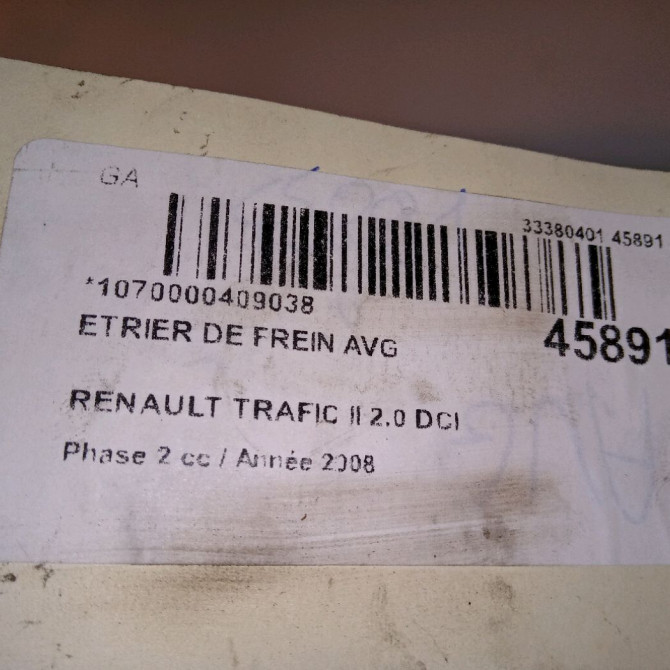 GA
33380401 45891
*1070000409038
45891
ETRIER DE FREIN AVG
RENAULT TRAFIC II 2.0 DCI
Phase 2 cc / Année 2008